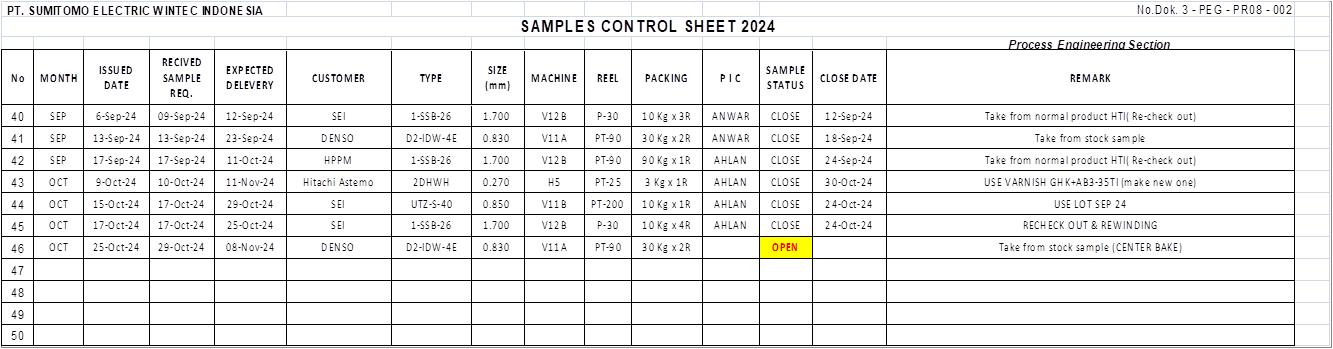 PT. SUMITOMO ELECTRIC WINTEC INDONESIA No.Dok. 3 - PEG - PR08 - 002
SAMPLES CONTROL SHEET 2024
Process Engineering Section
No MONTH ISSUED DATE RECIVED SAMPLE REQ. EXPECTED DELEVERY CUSTOMER TYPE SIZE (mm) MACHINE REEL PACKING P I C SAMPLE STATUS CLOSE DATE REMARK
40 SEP 6-Sep-24 09-Sep-24 12-Sep-24 SEI 1-SSB-26 1.700 V12B P-30 10 Kg x 3R ANWAR CLOSE 12-Sep-24 Take from normal product HTI( Re-check out)
41 SEP 13-Sep-24 13-Sep-24 23-Sep-24 DENSO D2-IDW-4E 0.830 V11A PT-90 30 Kg x 2R ANWAR CLOSE 18-Sep-24 Take from stock sample
42 SEP 17-Sep-24 17-Sep-24 11-Oct-24 HPPM 1-SSB-26 1.700 V12B PT-90 90 Kg x 1R AHLAN CLOSE 24-Sep-24 Take from normal product HTI( Re-check out)
43 OCT 9-Oct-24 10-Oct-24 11-Nov-24 Hitachi Astemo 2DHWH 0.270 H5 PT-25 3 Kg x 1R AHLAN CLOSE 30-Oct-24 USE VARNISH GHK+AB3-35TI (make new one)
44 OCT 15-Oct-24 17-Oct-24 29-Oct-24 SEI UTZ-S-40 0.850 V11B PT-200 10 Kg x 1R AHLAN CLOSE 24-Oct-24 USE LOT SEP 24
45 OCT 17-Oct-24 17-Oct-24 25-Oct-24 SEI 1-SSB-26 1.700 V12B P-30 10 Kg x 4R AHLAN CLOSE 24-Oct-24 RECHECK OUT & REWINDING
46 OCT 25-Oct-24 29-Oct-24 08-Nov-24 DENSO D2-IDW-4E 0.830 V11A PT-90 30 Kg x 2R OPEN Take from stock sample (CENTER BAKE)
47
48
49
50